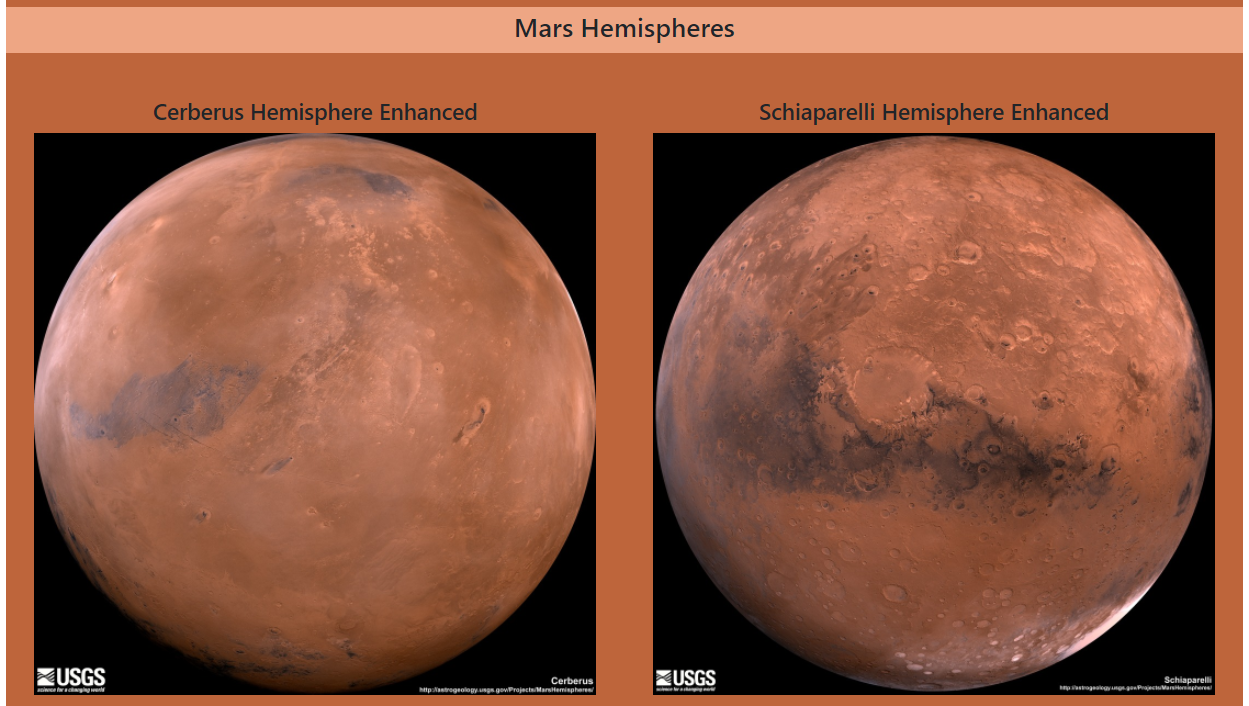 Mars Hemispheres
Cerberus Hemisphere Enhanced
Schiaparelli Hemisphere Enhanced
USGS
science for a changing world
Cerberus
http://astrogeology.usgs.gov/Projects/MarsHemispheres/
USGS
science for a changing world
Schiaparelli
http://astrogeology.usgs.gov/Projects/MarsHemispheres/